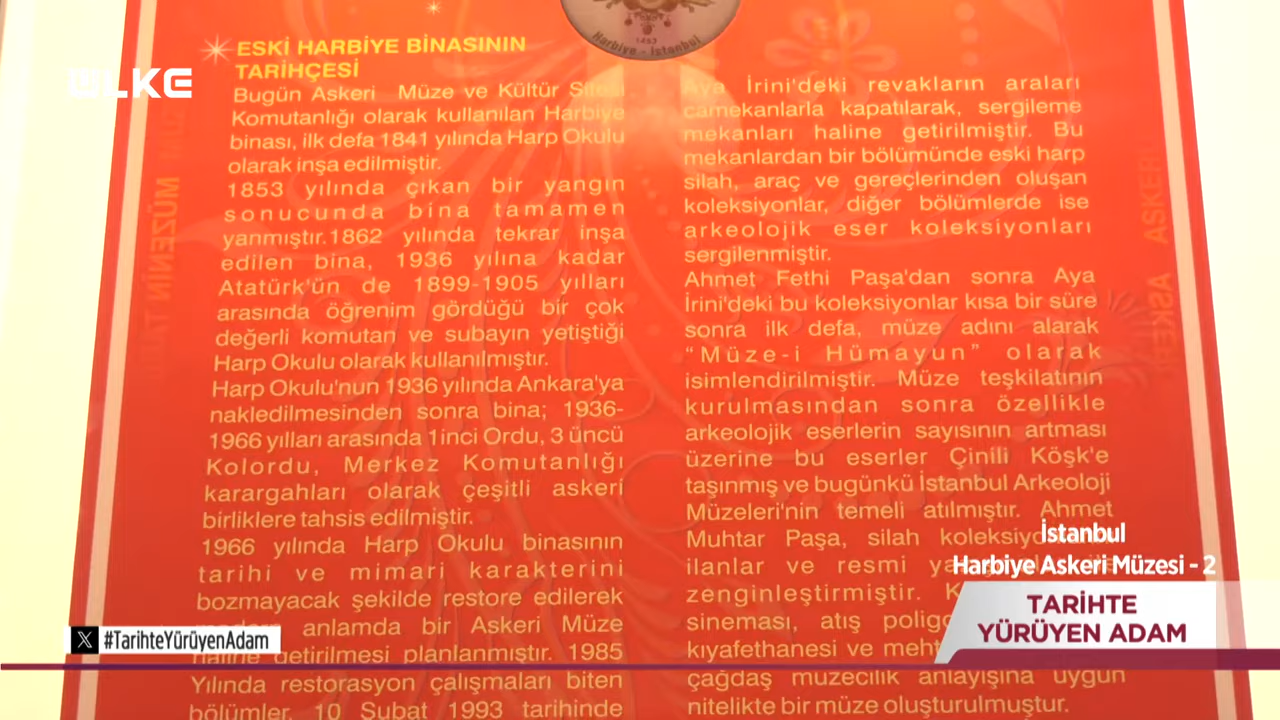 1453
Harbiye - İstanbul
ESKİ HARBİYE BİNASININ
TARİHÇESİ
Bugün Askeri Müze ve Kültür Sitesi
Komutanlığı olarak kullanılan Harbiye
binası, ilk defa 1841 yılında Harp Okulu
olarak inşa edilmiştir.
1853 yılında çıkan bir yangın
sonucunda bina tamamen
yanmıştır.1862 yılında tekrar inşa
edilen bina, 1936 yılına kadar
Atatürk'ün de 1899-1905 yılları
arasında öğrenim gördüğü bir çok
değerli komutan ve subayın yetiştiği
Harp Okulu olarak kullanılmıştır.
Harp Okulu'nun 1936 yılında Ankara'ya
nakledilmesinden sonra bina; 1936-
1966 yılları arasında 1inci Ordu, 3 üncü
Kolordu, Merkez Komutanlığı
karargahları olarak çeşitli askeri
birliklere tahsis edilmiştir.
1966 yılında Harp Okulu binasının
tarihi ve mimari karakterini
bozmayacak şekilde restore edilerek
modern anlamda bir Askeri Müze
haline getirilmesi planlanmıştır. 1985
Yılında restorasyon çalışmaları biten
bölümler, 10 Şubat 1993 tarihinde
Aya İrini'deki revakların araları
camekanlarla kapatılarak, sergileme
mekanları haline getirilmiştir. Bu
mekanlardan bir bölümünde eski harp
silah, araç ve gereçlerinden oluşan
koleksiyonlar, diğer bölümlerde ise
arkeolojik eser koleksiyonları
sergilenmiştir.
Ahmet Fethi Paşa'dan sonra Aya
İrini'deki bu koleksiyonlar kısa bir süre
sonra ilk defa, müze adını alarak
"Müze-i Hümayun" olarak
isimlendirilmiştir. Müze teşkilatının
kurulmasından sonra özellikle
arkeolojik eserlerin sayısının artması
üzerine bu eserler Çinili Köşk'e
taşınmış ve bugünkü İstanbul Arkeoloji
Müzeleri'nin temeli atılmıştır. Ahmet
Muhtar Paşa, silah
ilanlar ve resmi
zenginleştirmiştir.
sineması, atış
kıyafethanesi ve
çağdaş müzecilik anlayışına uygun
nitelikte bir müze oluşturulmuştur.
ÜLKE
MÜZENİN
ASKERİ
ASKERİ
İstanbul
Harbiye Askeri Müzesi - 2
TARİHTE
YÜRÜYEN ADAM
#TarihteYürüyenAdam